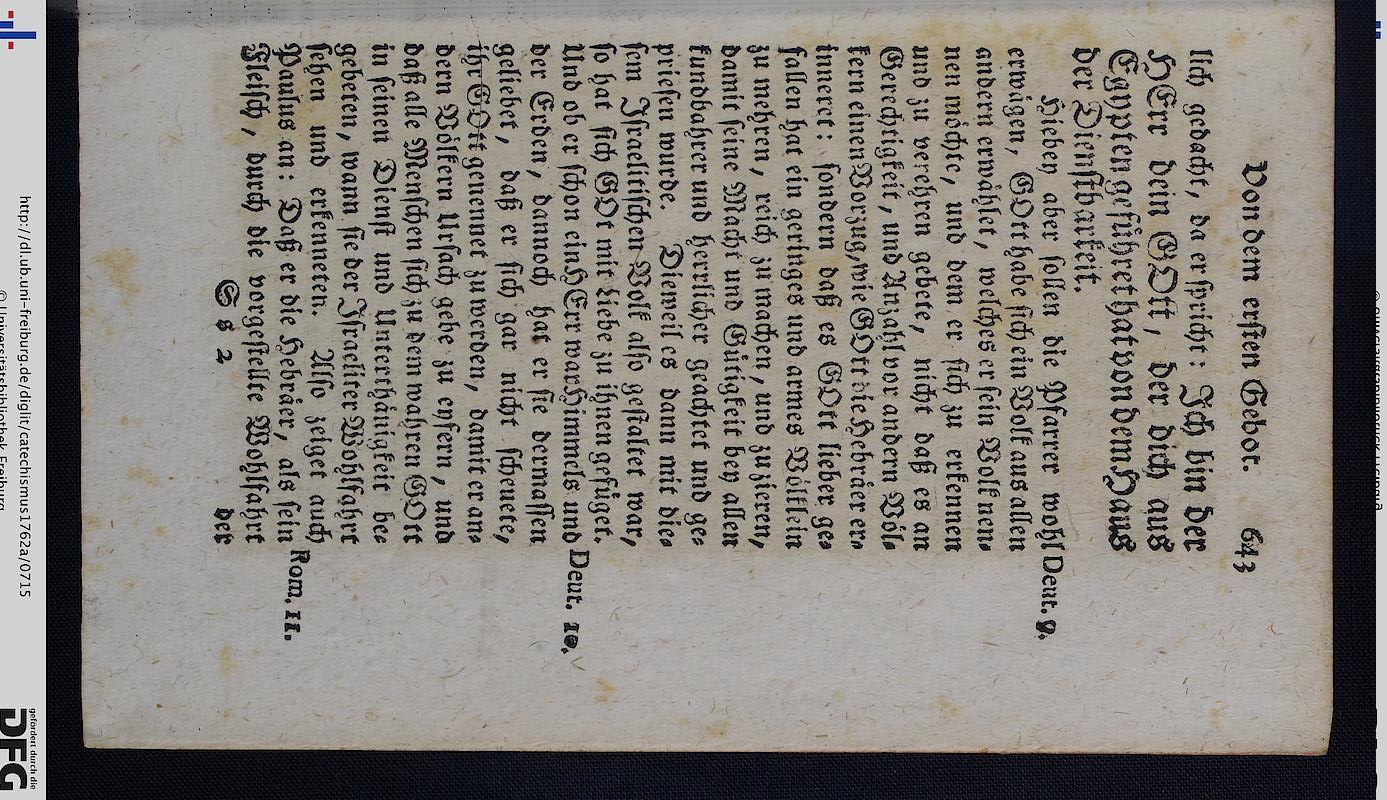 Von dem ersten Gebot. 643
lich gedacht, da er spricht: Ich bin der
HErr dein GOtt, der dich aus
Egypten geführet hat von dem Haus
der Dienstbarkeit.
Hieben aber sollen die Pfarrer wohl Deut. 9.
erwägen, GOtt habe sich ein Volk aus allen
andern erwählet, welches er sein Volk nen-
nen möchte, und dem er sich zu erkennen
und zu verehren gebete, nicht daß es an
Gerechtigkeit, und Anzahl vor andern Völ-
kern einen Vorzug, wie GOtt die Hebräer er-
innerer: sondern daß es GOtt lieber ge-
fallen hat ein geringes und armes Völklein
zu mehren, reich zu machen, und zu zieren,
damit seine Macht und Gütigkeit bey allen
kundbahrer und herrlicher geachtet und ge-
priesen wurde. Dieweil es dann mit die-
sem Israelitischen Volk also gestaltet war,
so hat sich GOtt mit Liebe zu ihnen gefüget.
Und ob er schon ein HErr war Himmels und Deut. 10.
der Erden, dannoch hat er sie dermassen
geliebet, daß er sich gar nicht scheuete,
ihr GOtt genennet zu werden, damit er an-
dern Völkern Ursach gebe zu eyfern, und
daß alle Menschen sich zu dem wahren GOtt
in seinen Dienst und Unterthänigkeit be-
gebeten, wann sie der Israeliter Wohlfahrt
sehen und erkenneten. Also zeiget auch
Paulus an: Daß er die Hebräer, als sein Rom. 11.
Fleisch, durch die vorgestellte Wohlfahrt
Ss 2 der
http://dl.ub.uni-freiburg.de/diglit/catechismus1762a/0715
© Universitätsbibliothek Freiburg
gefördert durch die
DFG